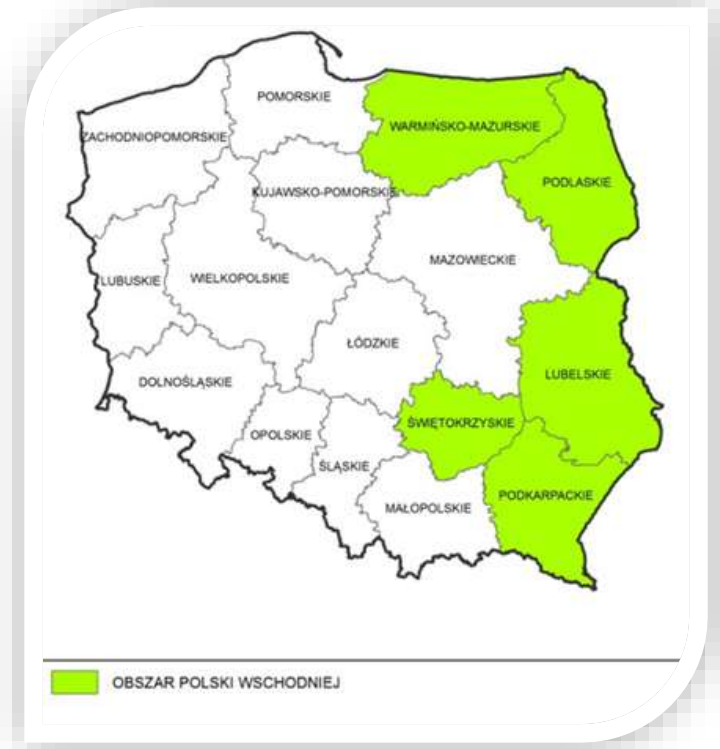 POMORSKIE
WARMIŃSKO-MAZURSKIE
ZACHODNIOPOMORSKIE
PODLASKIE
KUJAWSKO-POMORSKIE
MAZOWIECKIE
LUBUSKIE
WIELKOPOLSKIE
ŁÓDZKIE
LUBELSKIE
DOLNOŚLĄSKIE
ŚWIĘTOKRZYSKIE
OPOLSKIE
ŚLĄSKIE
PODKARPACKIE
MAŁOPOLSKIE
OBSZAR POLSKI WSCHODNIEJ